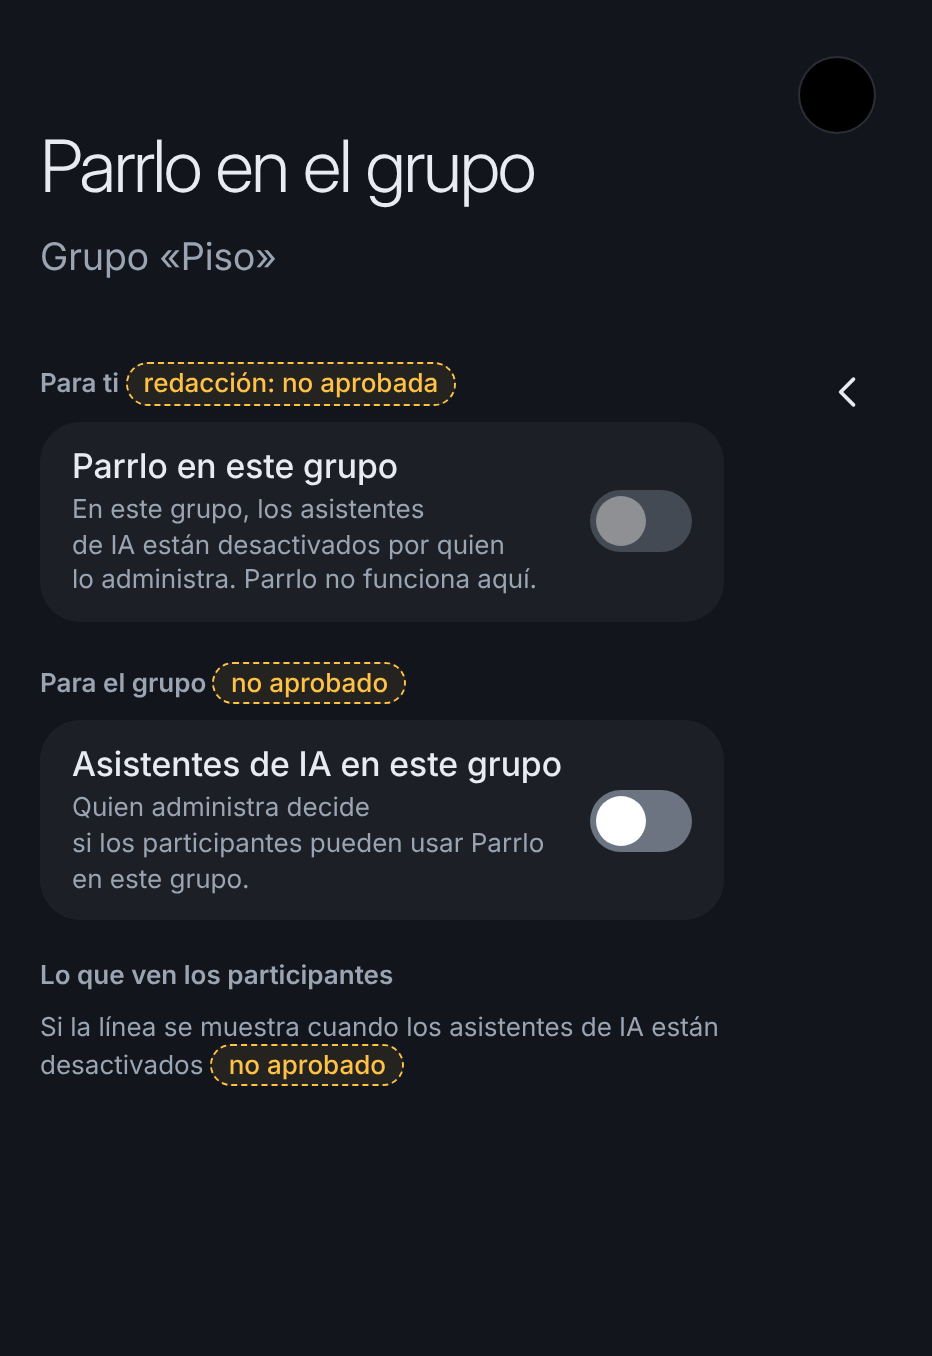 Parrlo en el grupo
Grupo «Piso»
Para ti redacción: no aprobada
Parrlo en este grupo
En este grupo, los asistentes
de IA están desactivados por quien
lo administra. Parrlo no funciona aquí.
Para el grupo no aprobado
Asistentes de IA en este grupo
Quien administra decide
si los participantes pueden usar Parrlo
en este grupo.
Lo que ven los participantes
Si la línea se muestra cuando los asistentes de IA están
desactivados no aprobado